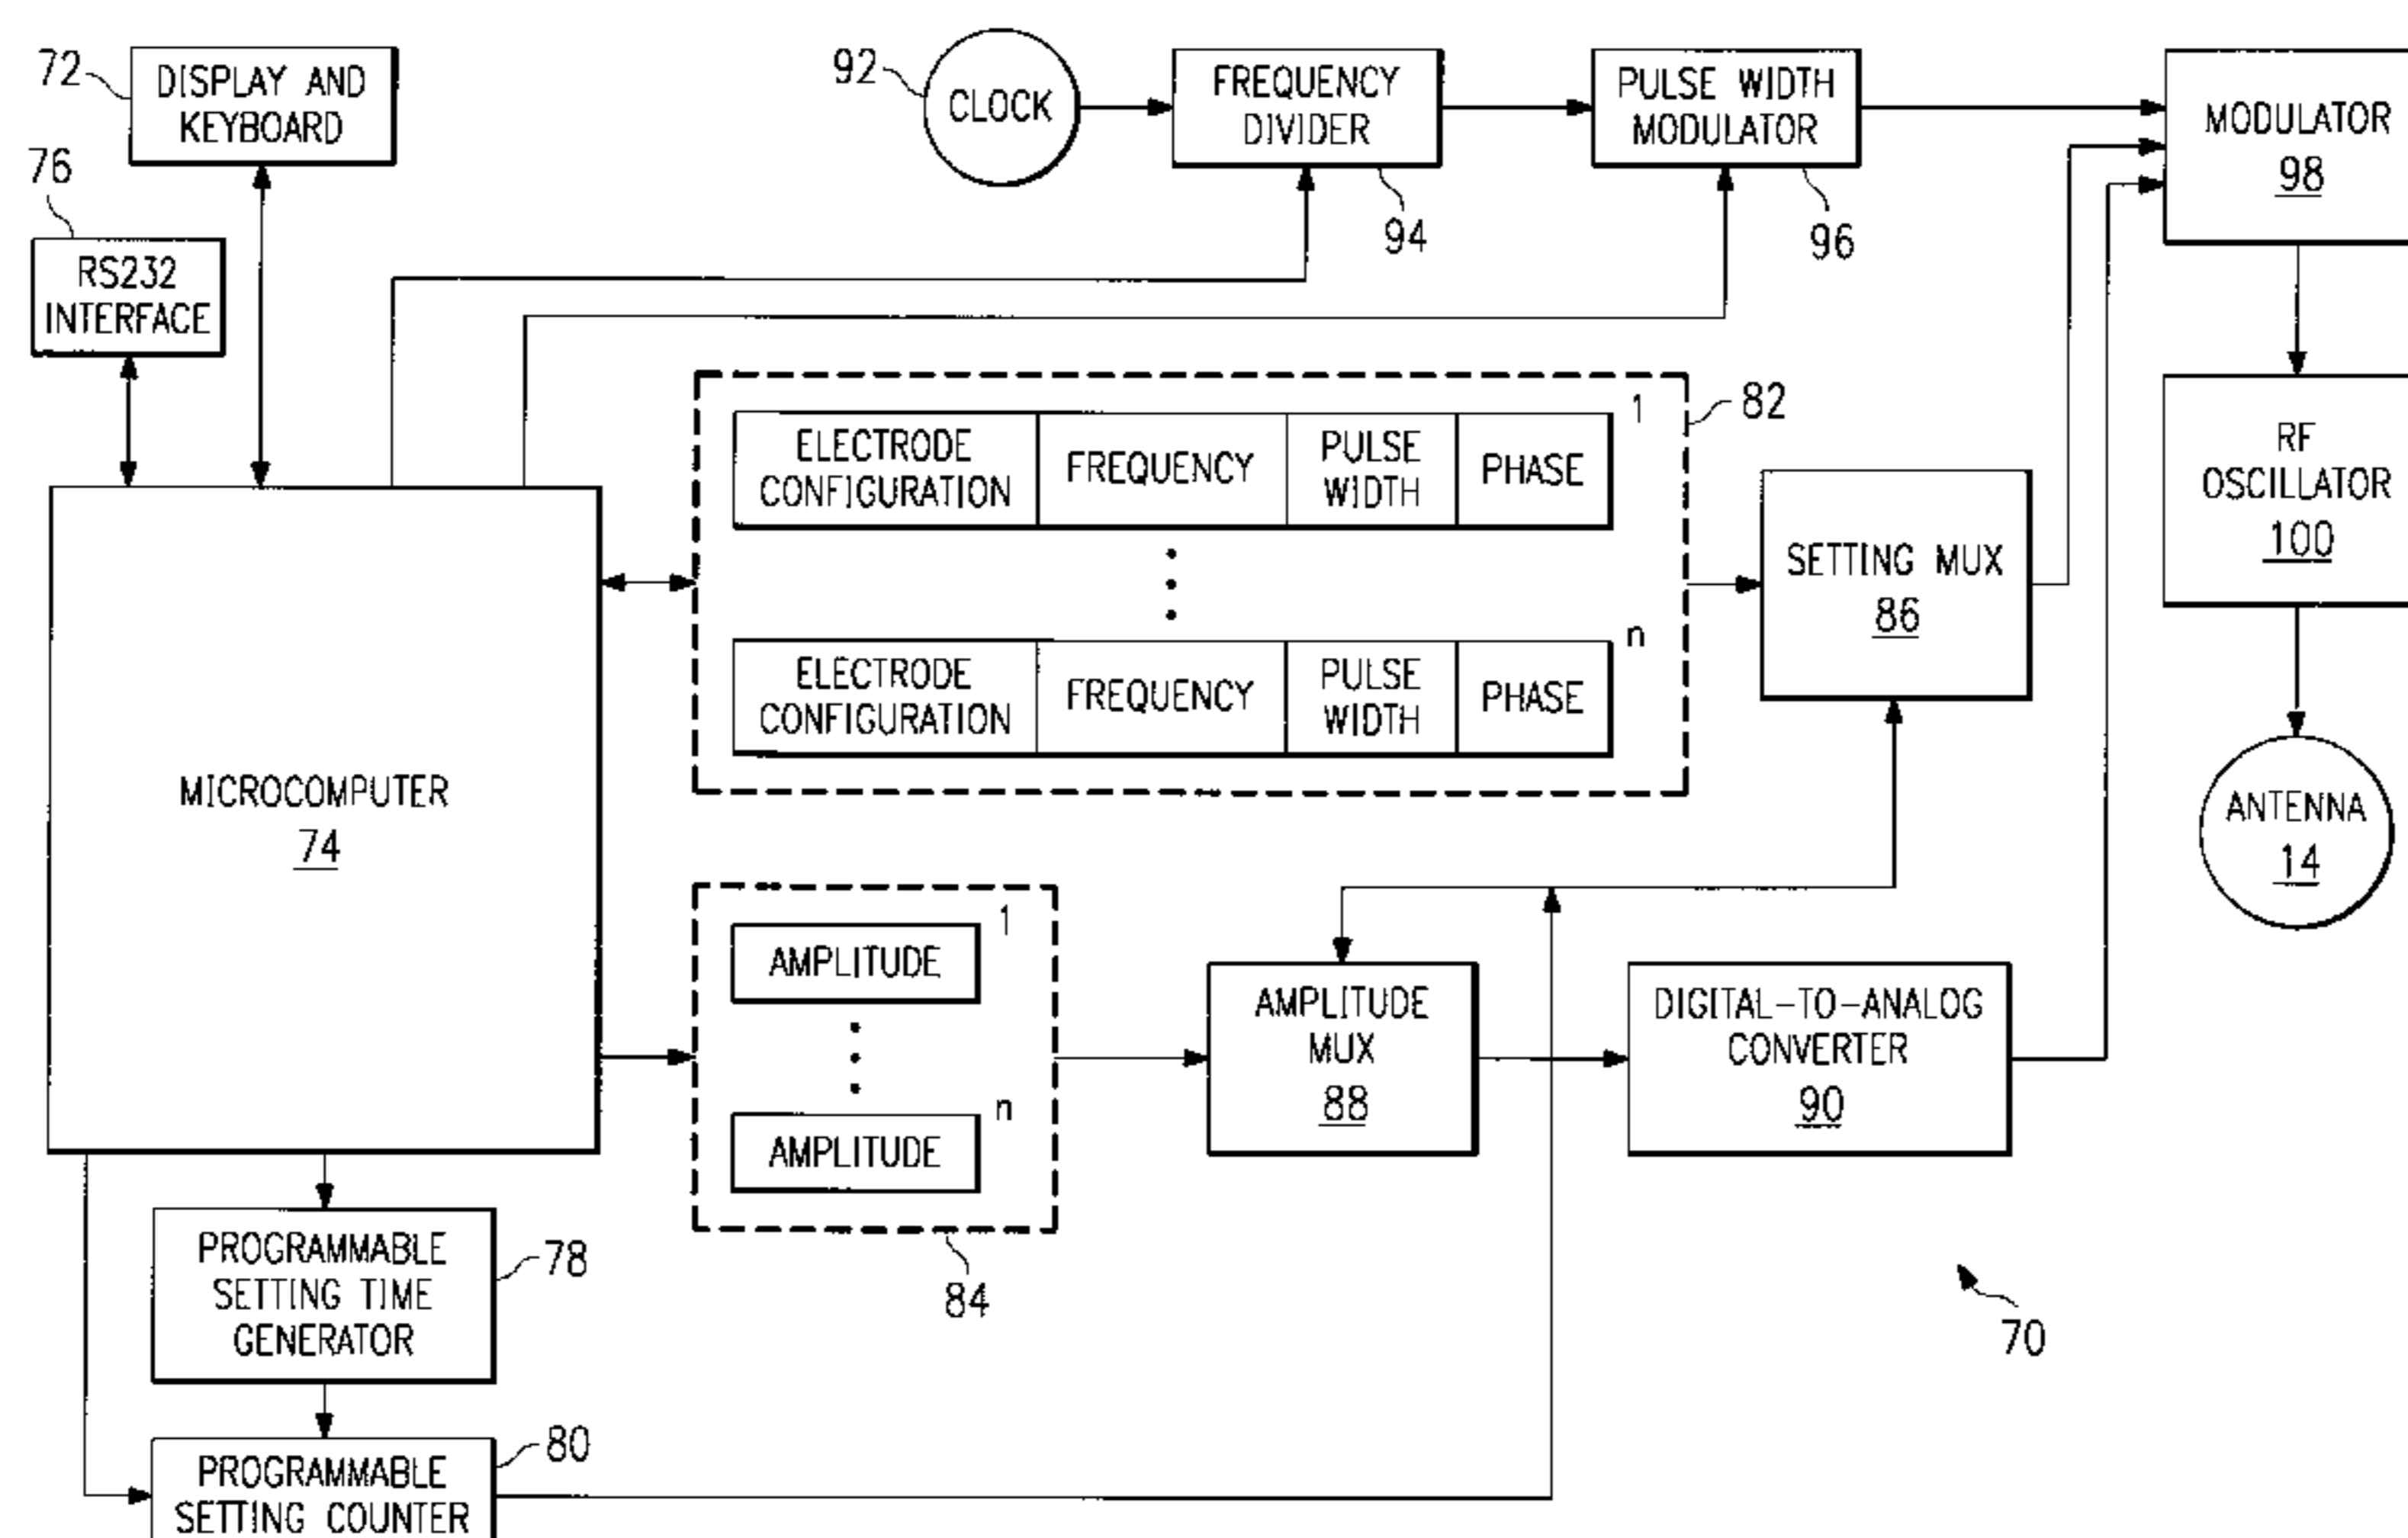 72
DISPLAY AND
KEYBOARD
92
CLOCK
FREQUENCY
DIVIDER
94
PULSE WIDTH
MODULATOR
96
MODULATOR
98
76
RS232
INTERFACE
82
1
ELECTRODE
CONFIGURATION
FREQUENCY
PULSE
WIDTH
PHASE
n
ELECTRODE
CONFIGURATION
FREQUENCY
PULSE
WIDTH
PHASE
SETTING MUX
86
RF
OSCILLATOR
100
ANTENNA
14
MICROCOMPUTER
74
1
AMPLITUDE
n
AMPLITUDE
84
AMPLITUDE
MUX
88
DIGITAL-TO-ANALOG
CONVERTER
90
PROGRAMMABLE
SETTING TIME
GENERATOR
78
PROGRAMMABLE
SETTING COUNTER
80
70